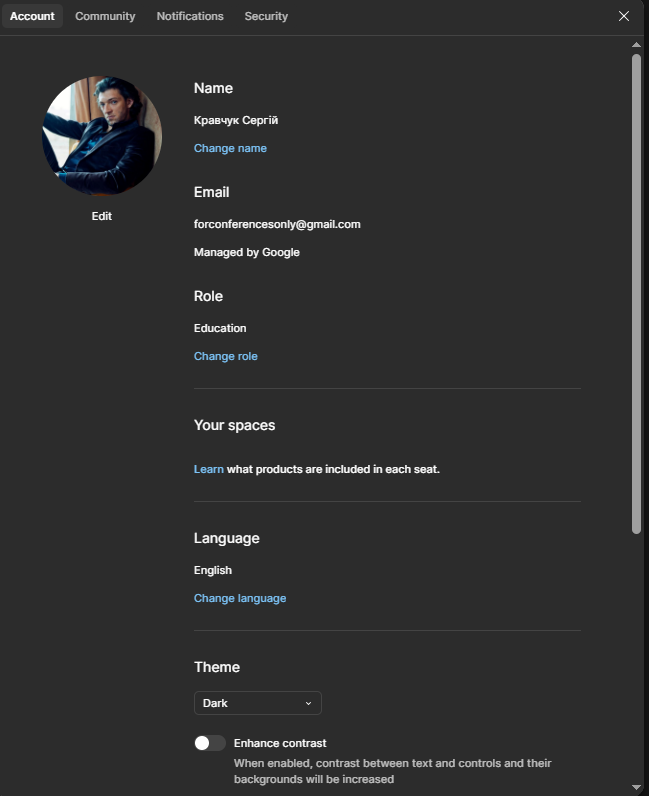 Account Community Notifications Security
Name
Кравчук Сергій
Change name
Edit
Email
forconferencesonly@gmail.com
Managed by Google
Role
Education
Change role
Your spaces
Learn what products are included in each seat.
Language
English
Change language
Theme
Dark
Enhance contrast
When enabled, contrast between text and controls and their
backgrounds will be increased